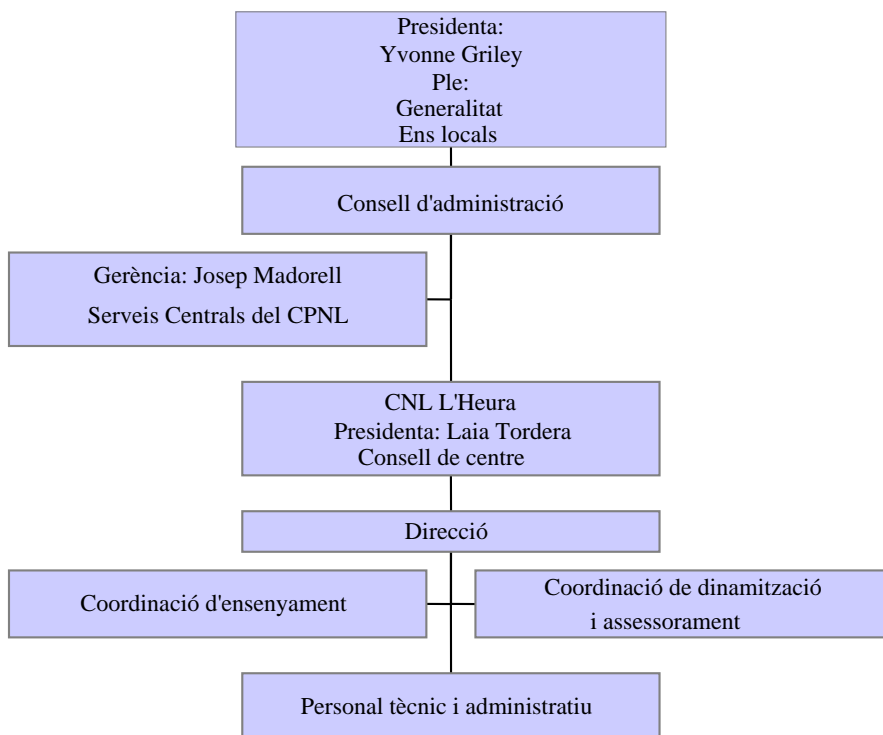 Presidenta:
Yvonne Griley
Ple:
Generalitat
Ens locals
Consell d'administració
Gerència: Josep Madorell
Serveis Centrals del CPNL
CNL L'Heura
Presidenta: Laia Tordera
Consell de centre
Direcció
Coordinació d'ensenyament
Coordinació de dinamització
i assessorament
Personal tècnic i administratiu